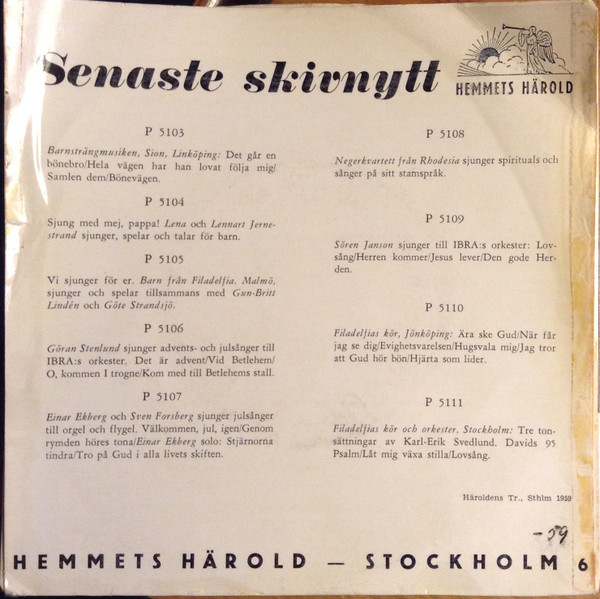 Senaste skivnytt
HEMMETS HÄROLD
P 5103
Barnsträngmusiken, Sion, Linköping: Det går en
bönebro/Hela vägen har han lovat följa mig/
Samlen dem/Bönevägen.
P 5104
Sjung med mej, pappa! Lena och Lennart Jerne-
strand sjunger, spelar och talar för barn.
P 5105
Vi sjunger för er. Barn från Filadelfia, Malmö,
sjunger och spelar tillsammans med Gun-Britt
Lindén och Göte Strandsjö.
P 5106
Göran Stenlund sjunger advents- och julsånger till
IBRA:s orkester. Det är advent/Vid Betlehem/
O, kommen I trogne/Kom med till Betlehems stall.
P 5107
Einar Ekberg och Sven Forsberg sjunger julsånger
till orgel och flygel. Välkommen, jul, igen/Genom
rymden höres tona/Einar Ekberg solo: Stjärnorna
tindra/Tro på Gud i alla livets skiften.
P 5108
Negerkvartett från Rhodesia sjunger spirituals och
sånger på sitt stamspråk.
P 5109
Sören Janson sjunger till IBRA:s orkester: Lov-
sång/Herren kommer/Jesus lever/Den gode Her-
den.
P 5110
Filadelfias kör, Jönköping: Ära ske Gud/När får
jag se dig/Evighetsvarelsen/Hugsvala mig/Jag tror
att Gud hör bön/Hjärta som lider.
P 5111
Filadelfias kör och orkester, Stockholm: Tre ton-
sättningar av Karl-Erik Svedlund. Davids 95
Psalm/Låt mig växa stilla/Lovsång.
Häroldens Tr., Sthlm 1959
-59
HEMMETS HÄROLD — STOCKHOLM 6